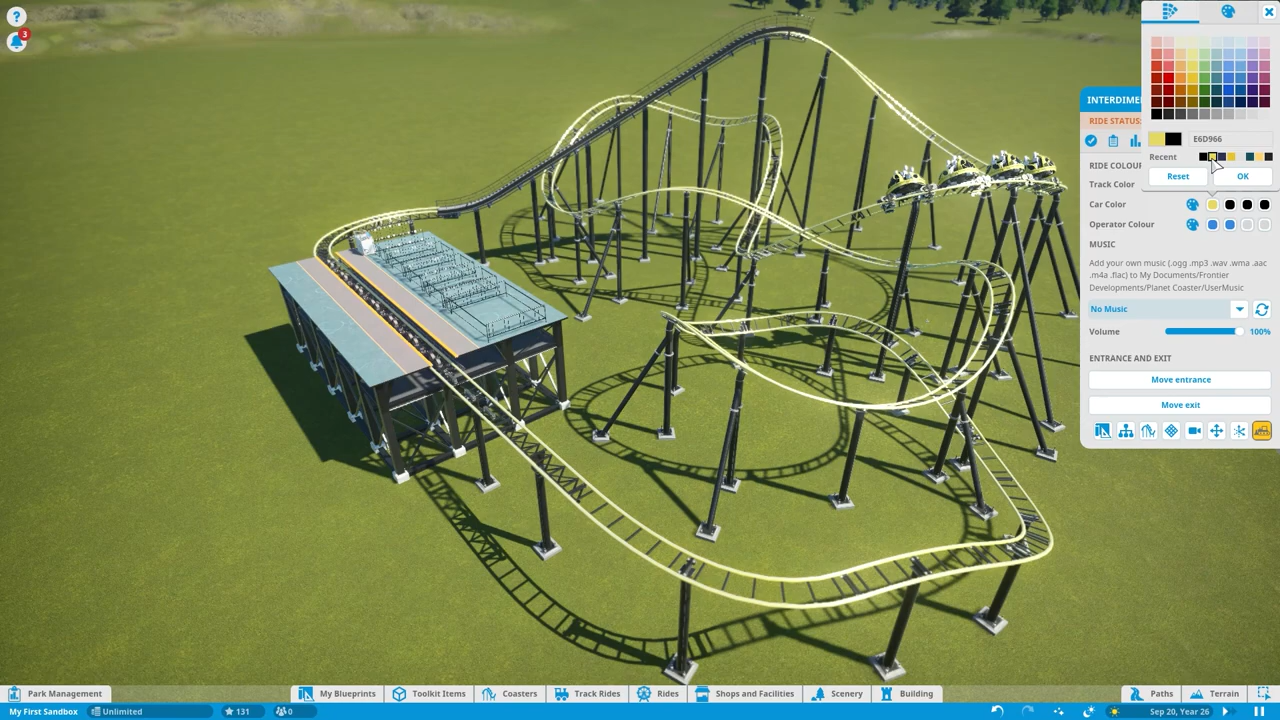 ?
3
E6D966
Recent
Reset
OK
RIDE STATUS:
Track Color
Car Color
Operator Colour
MUSIC
Add your own music (.ogg .mp3 .wav .wma .aac
.m4a .flac) to My Documents/Frontier
Developments/Planet Coaster/UserMusic
No Music
Volume
100%
ENTRANCE AND EXIT
Move entrance
Move exit
Park Management
My Blueprints
Toolkit Items
Coasters
Track Rides
Rides
Shops and Facilities
Scenery
Building
Paths
Terrain
My First Sandbox
Unlimited
131
0
Sep 20, Year 26